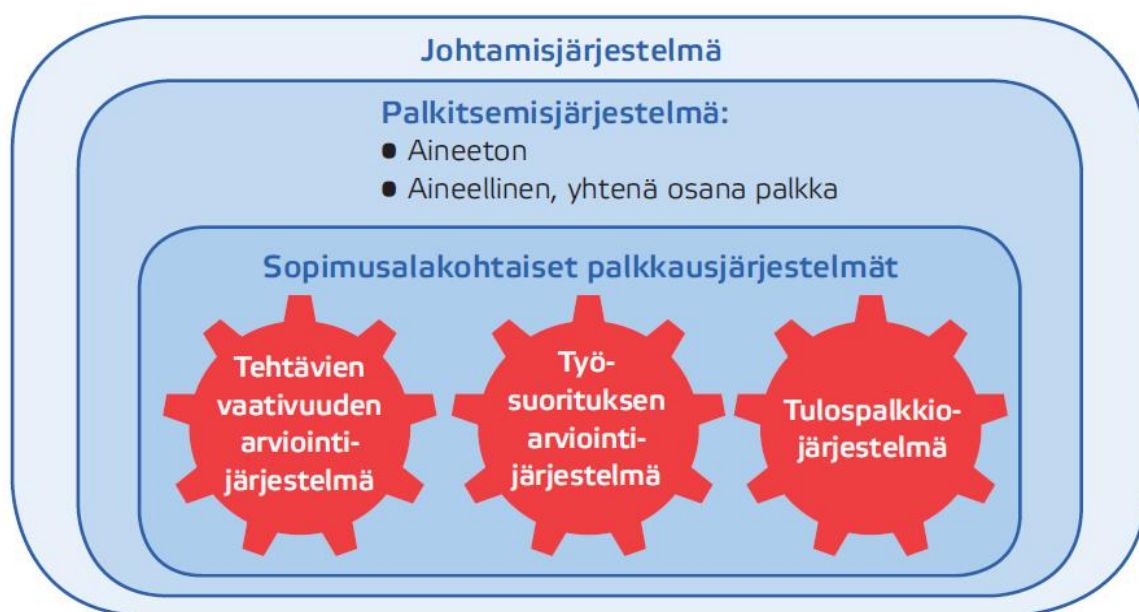 Johtamisjärjestelmä
Palkitsemisjärjestelmä:
● Aineeton
● Aineellinen, yhtenä osana palkka
Sopimusalakohtaiset palkkausjärjestelmät
Tehtävien
vaativuuden
arviointi-
järjestelmä
Työ-
suorituksen
arviointi-
järjestelmä
Tulospalkkio-
järjestelmä